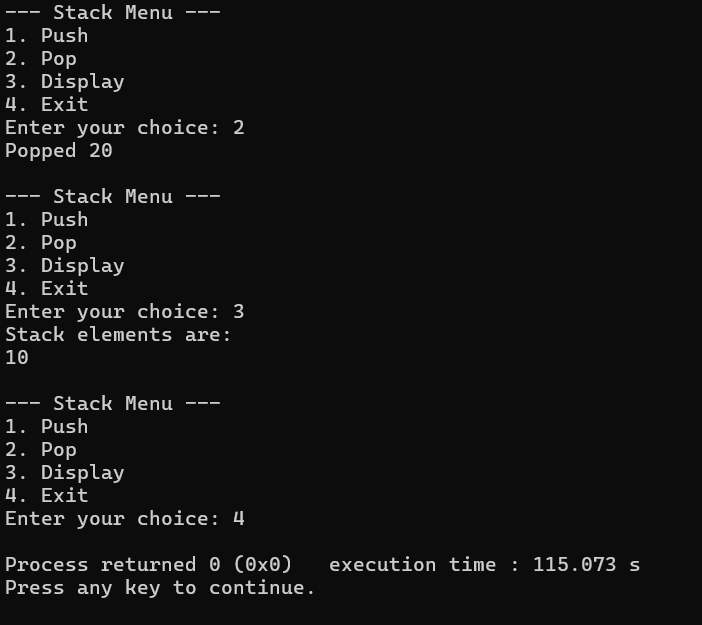 --- Stack Menu ---
1. Push
2. Pop
3. Display
4. Exit
Enter your choice: 2
Popped 20

--- Stack Menu ---
1. Push
2. Pop
3. Display
4. Exit
Enter your choice: 3
Stack elements are:
10

--- Stack Menu ---
1. Push
2. Pop
3. Display
4. Exit
Enter your choice: 4

Process returned 0 (0x0)   execution time : 115.073 s
Press any key to continue.